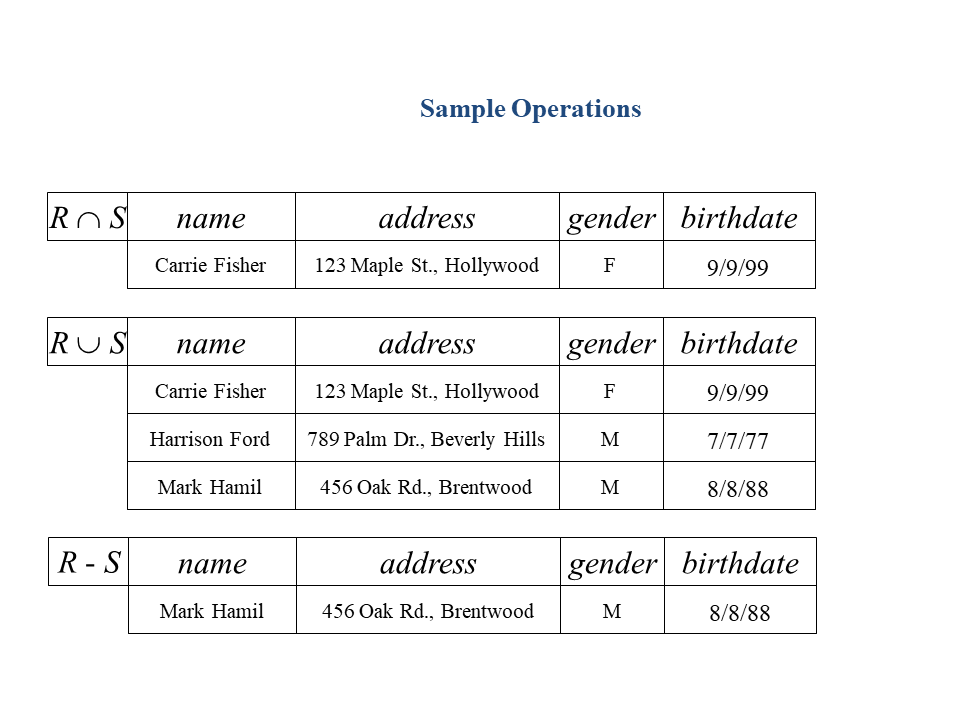 Sample Operations
R ∩ S name address gender birthdate
Carrie Fisher 123 Maple St., Hollywood F 9/9/99
R ∪ S name address gender birthdate
Carrie Fisher 123 Maple St., Hollywood F 9/9/99
Harrison Ford 789 Palm Dr., Beverly Hills M 7/7/77
Mark Hamil 456 Oak Rd., Brentwood M 8/8/88
R - S name address gender birthdate
Mark Hamil 456 Oak Rd., Brentwood M 8/8/88